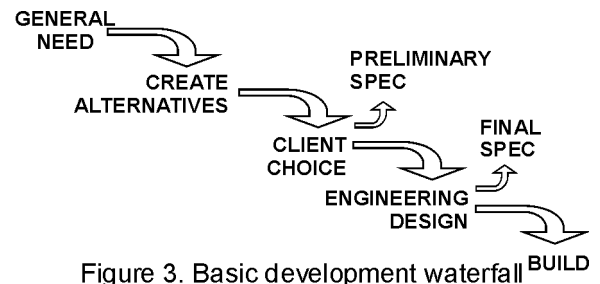 GENERAL
NEED
CREATE
ALTERNATIVES
PRELIMINARY
SPEC
CLIENT
CHOICE
FINAL
SPEC
ENGINEERING
DESIGN
BUILD
Figure 3. Basic development waterfall